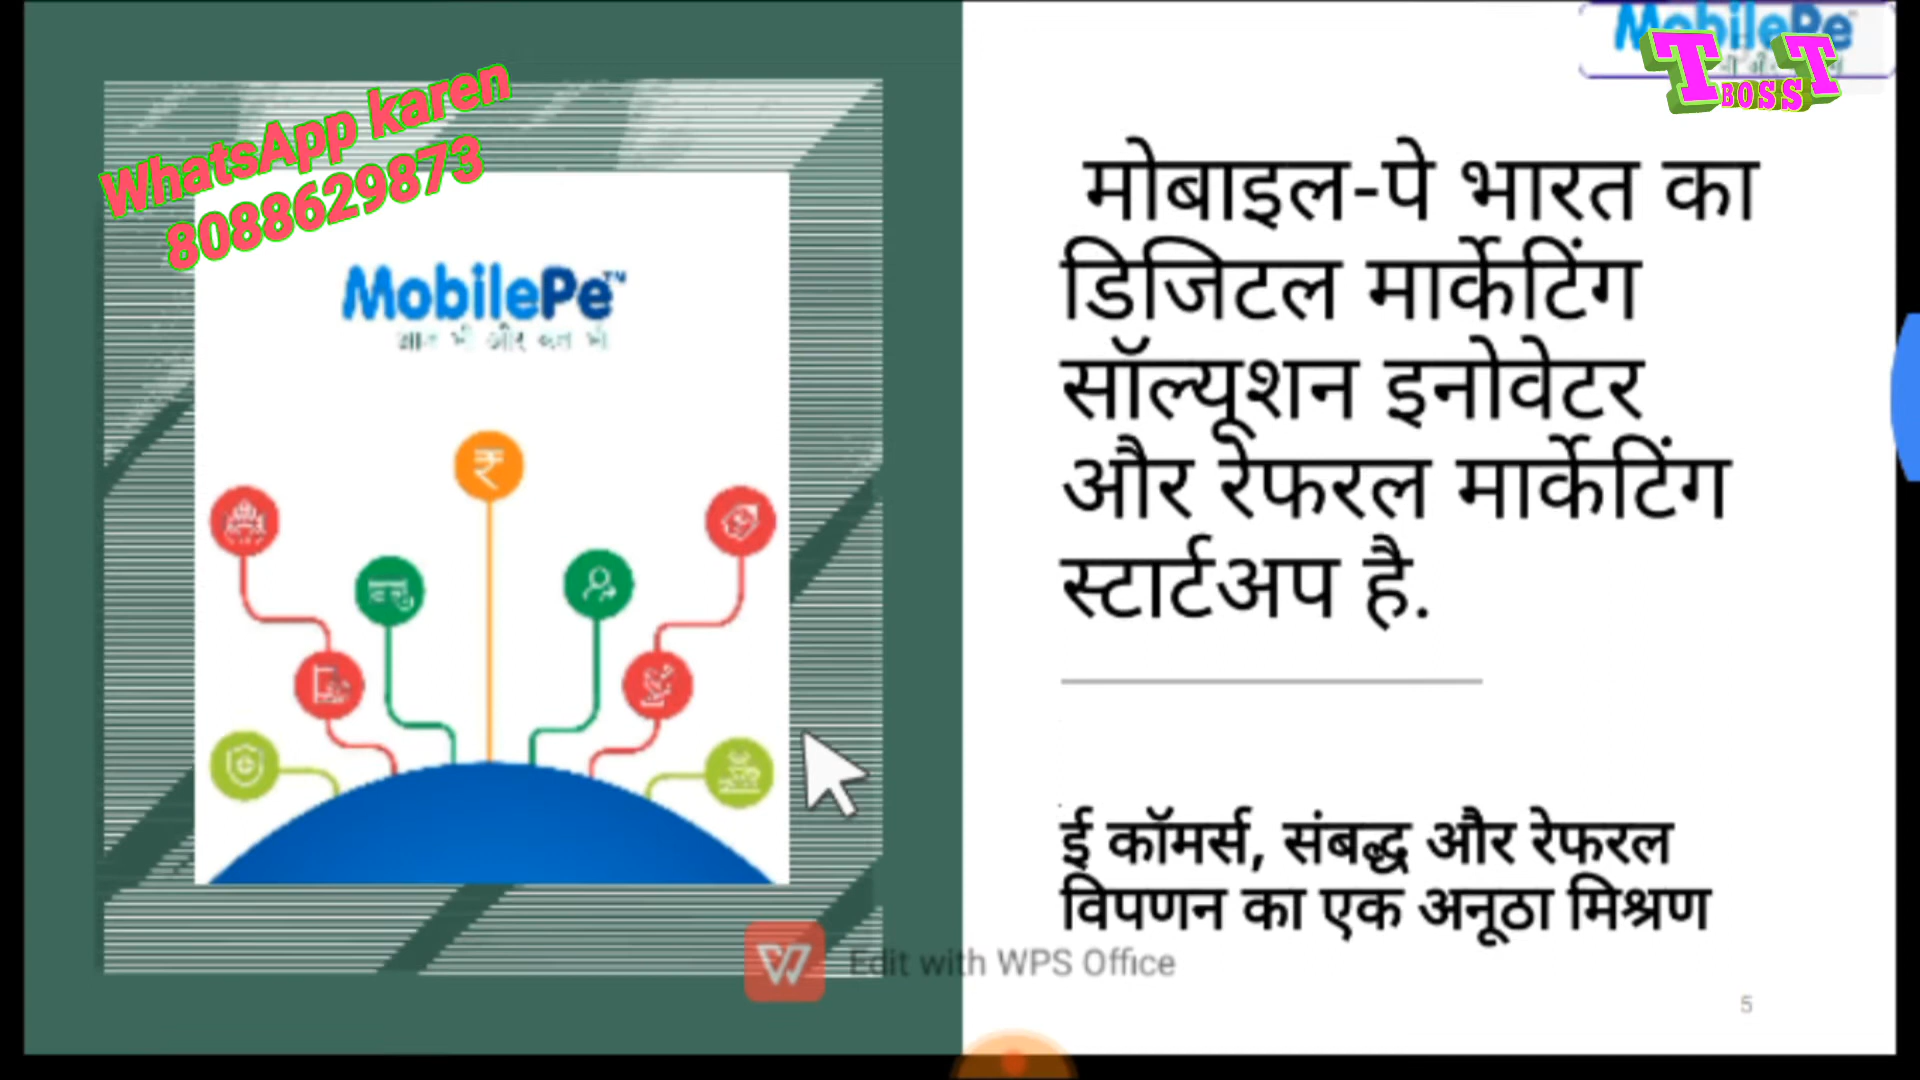 WhatsApp karen
8088629873
MobilePe™
MobilePe
T BOSS T
मोबाइल-पे भारत का
डिजिटल मार्केटिंग
सॉल्यूशन इनोवेटर
और रेफरल मार्केटिंग
स्टार्टअप है.
ई कॉमर्स, संबद्ध और रेफरल
विपणन का एक अनूठा मिश्रण
Edit with WPS Office
5